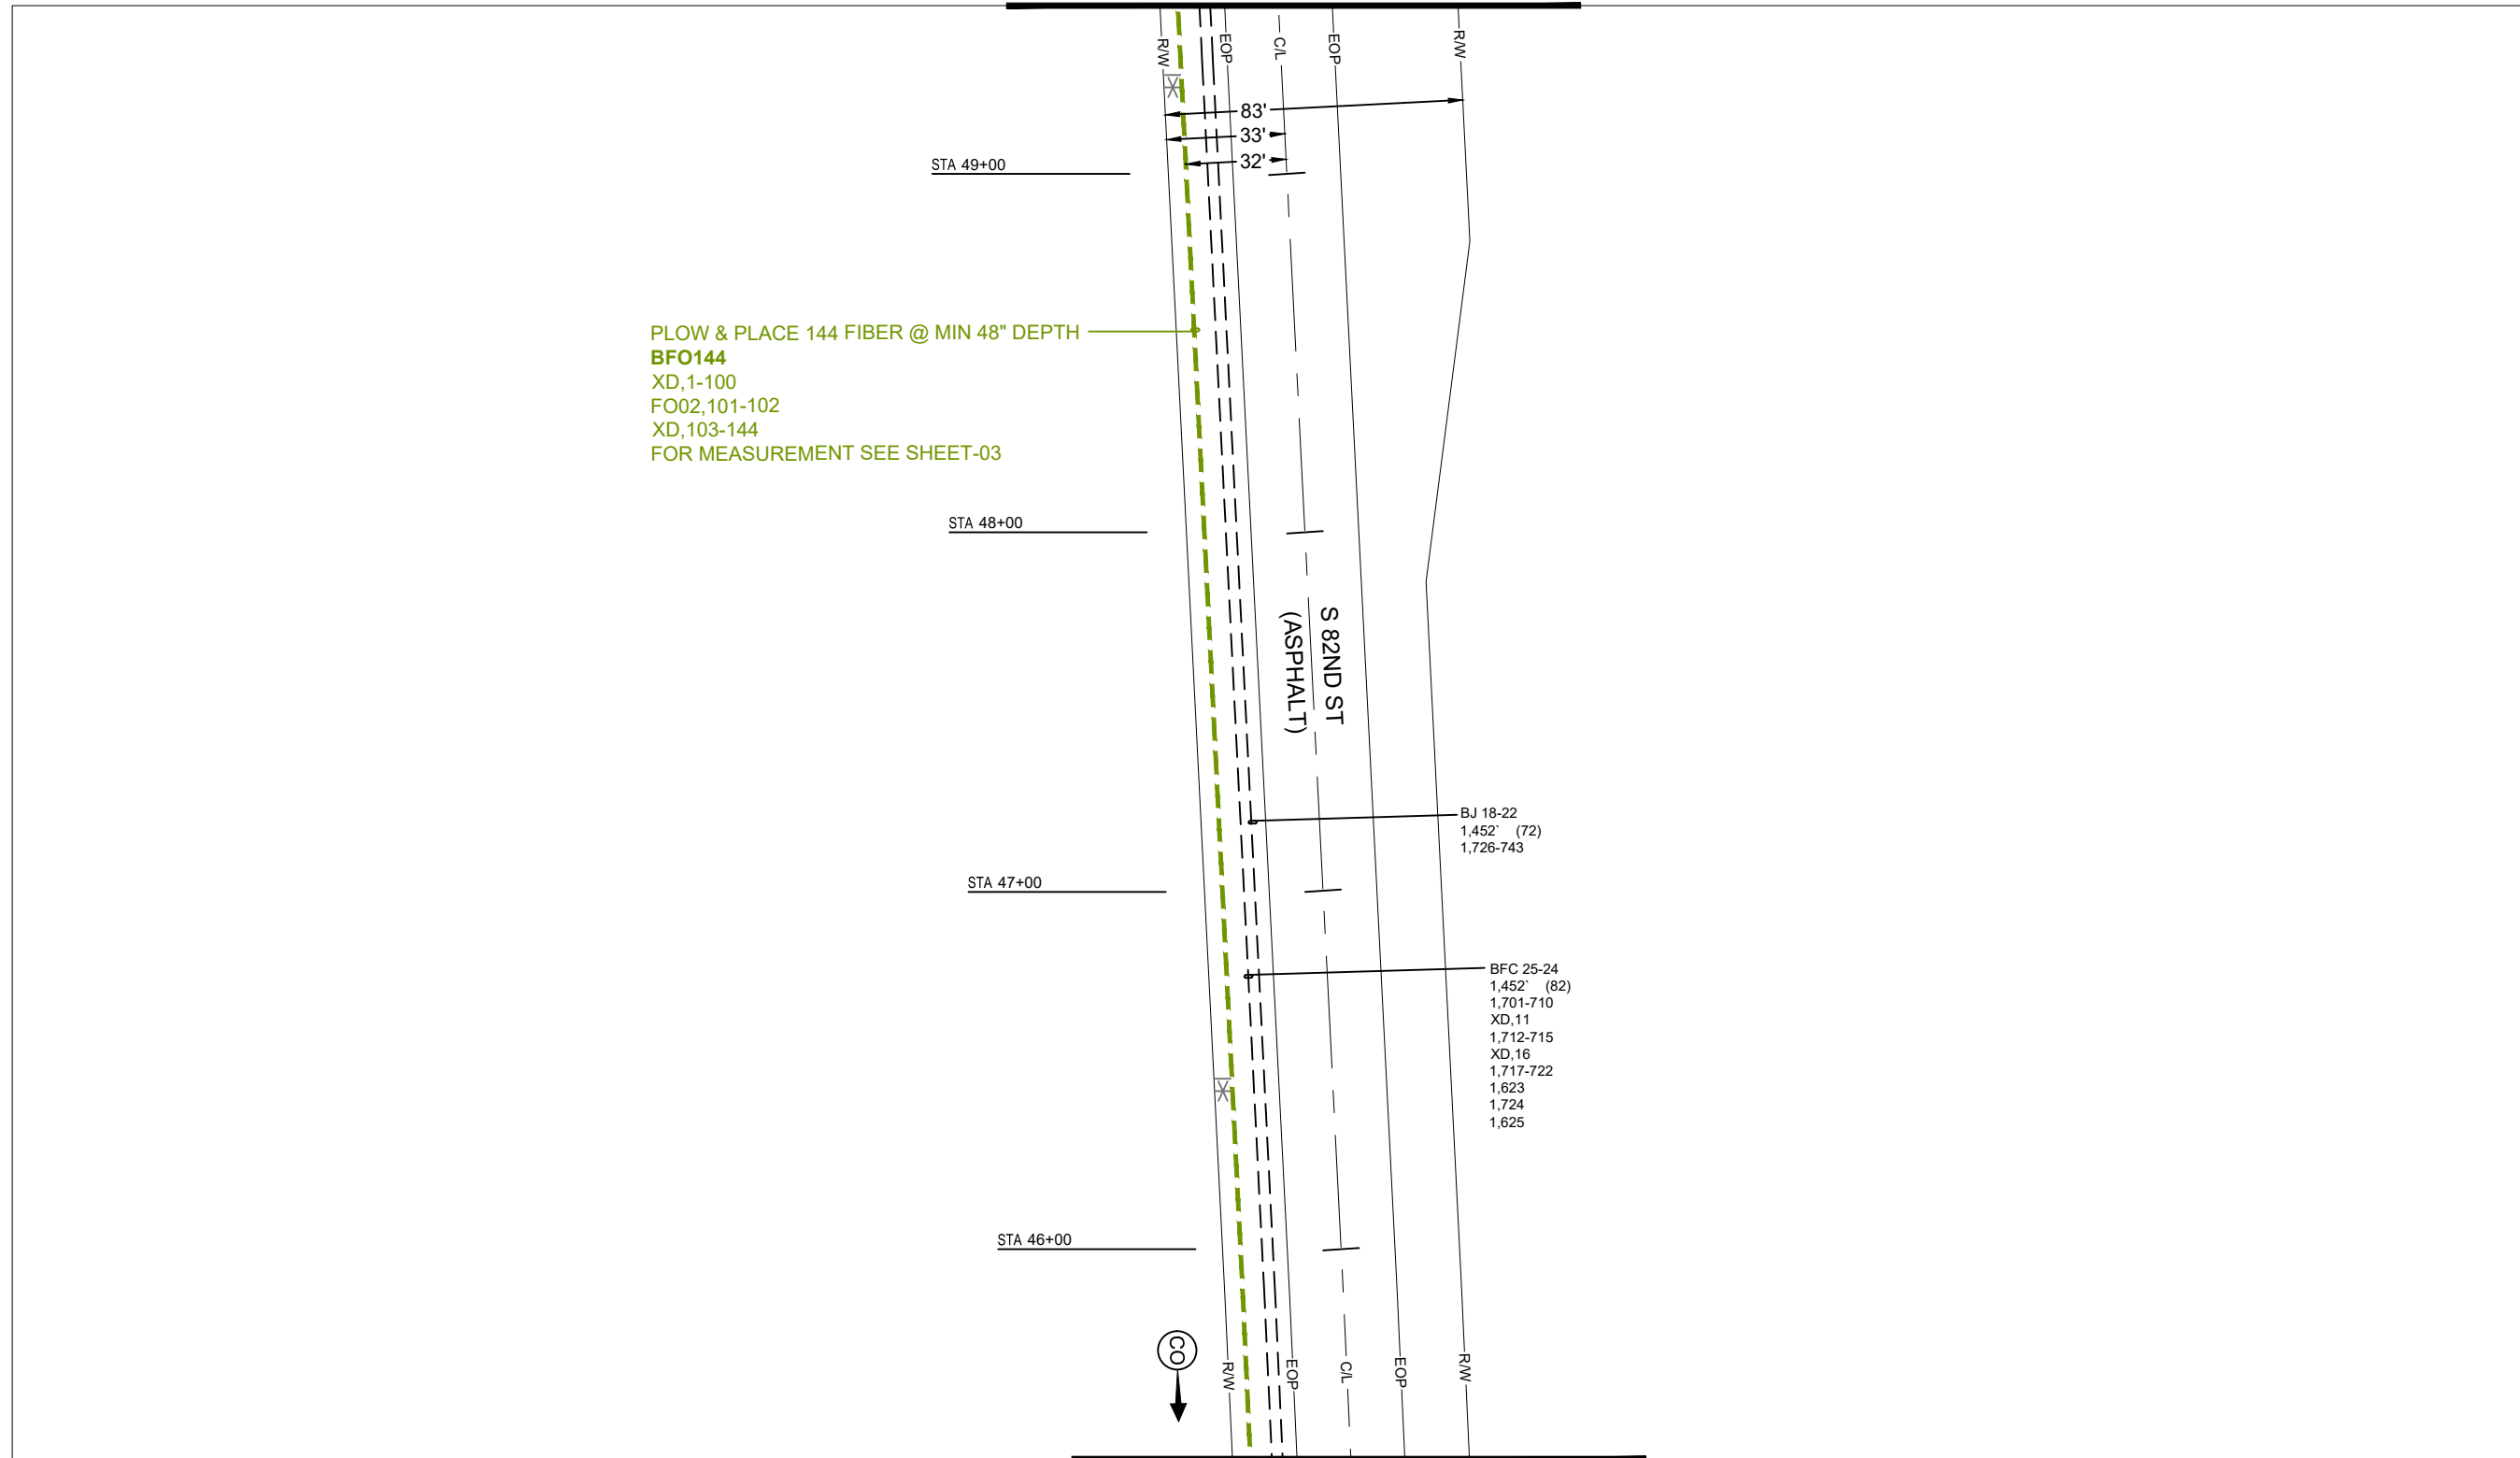 R/W
EOP
C/L
EOP
R/W
83'
33'
32'
STA 49+00
PLOW & PLACE 144 FIBER @ MIN 48" DEPTH
BFO144
XD,1-100
FO02,101-102
XD,103-144
FOR MEASUREMENT SEE SHEET-03
STA 48+00
S 82ND ST
(ASPHALT)
BJ 18-22
1,452` (72)
1,726-743
STA 47+00
BFC 25-24
1,452` (82)
1,701-710
XD,11
1,712-715
XD,16
1,717-722
1,623
1,724
1,625
STA 46+00
CO
R/W
EOP
C/L
EOP
R/W